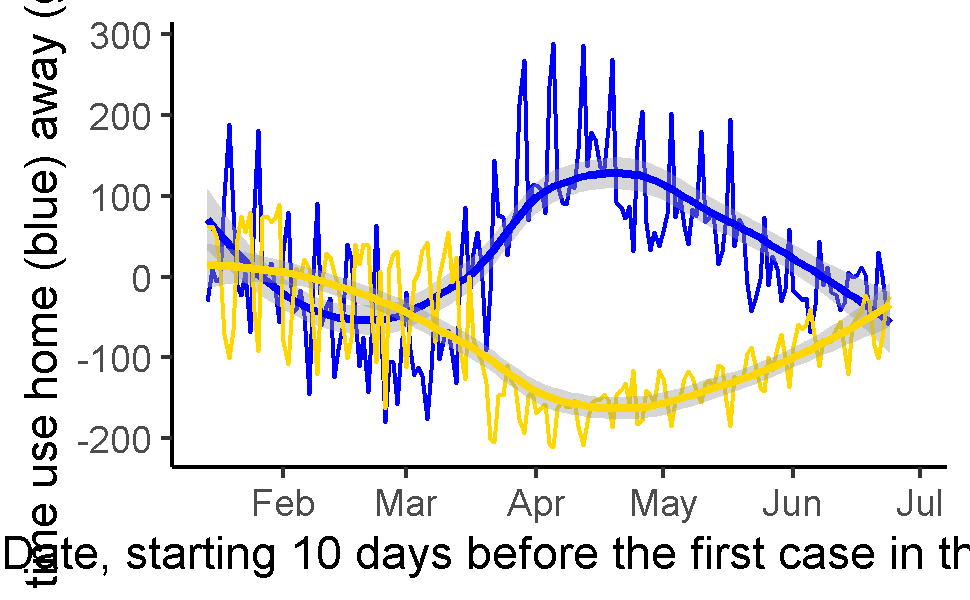 time use home (blue) away (
300
200
100
0
-100
-200
Feb Mar Apr May Jun Jul
Date, starting 10 days before the first case in th